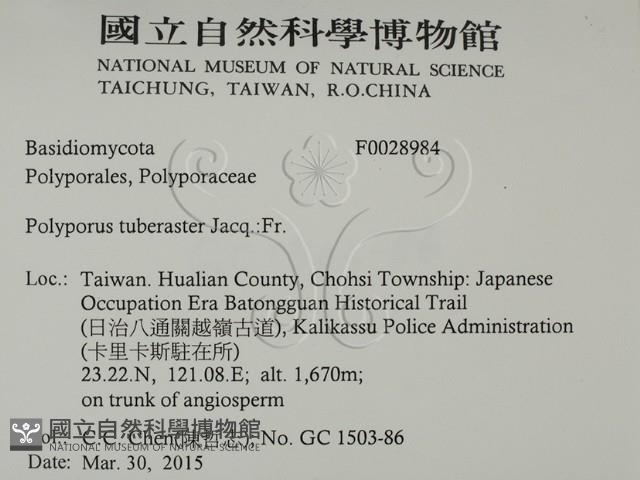 國立自然科學博物館
NATIONAL MUSEUM OF NATURAL SCIENCE
TAICHUNG, TAIWAN, R.O.CHINA
Basidiomycota F0028984
Polyporales, Polyporaceae
Polyporus tuberaster Jacq.:Fr.
Loc.: Taiwan. Hualian County, Chohsi Township: Japanese
Occupation Era Batongguan Historical Trail
(日治八通關越嶺古道), Kalikassu Police Administration
(卡里卡斯駐在所)
23.22.N, 121.08.E; alt. 1,670m;
on trunk of angiosperm
國立自然科學博物館
NATIONAL MUSEUM OF NATURAL SCIENCE
C.C. Chen(陳哲志), No. GC 1503-86
Date: Mar. 30, 2015